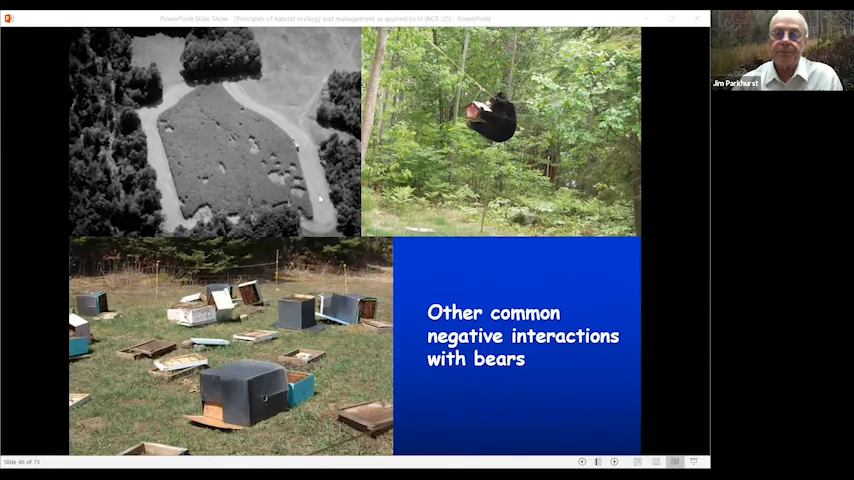 PowerPoint Slide Show - [Principles of habitat ecology and management as applied to H-WCR (2)] - PowerPoint
Jim Parkhurst
Other common
negative interactions
with bears
Slide 46 of 73